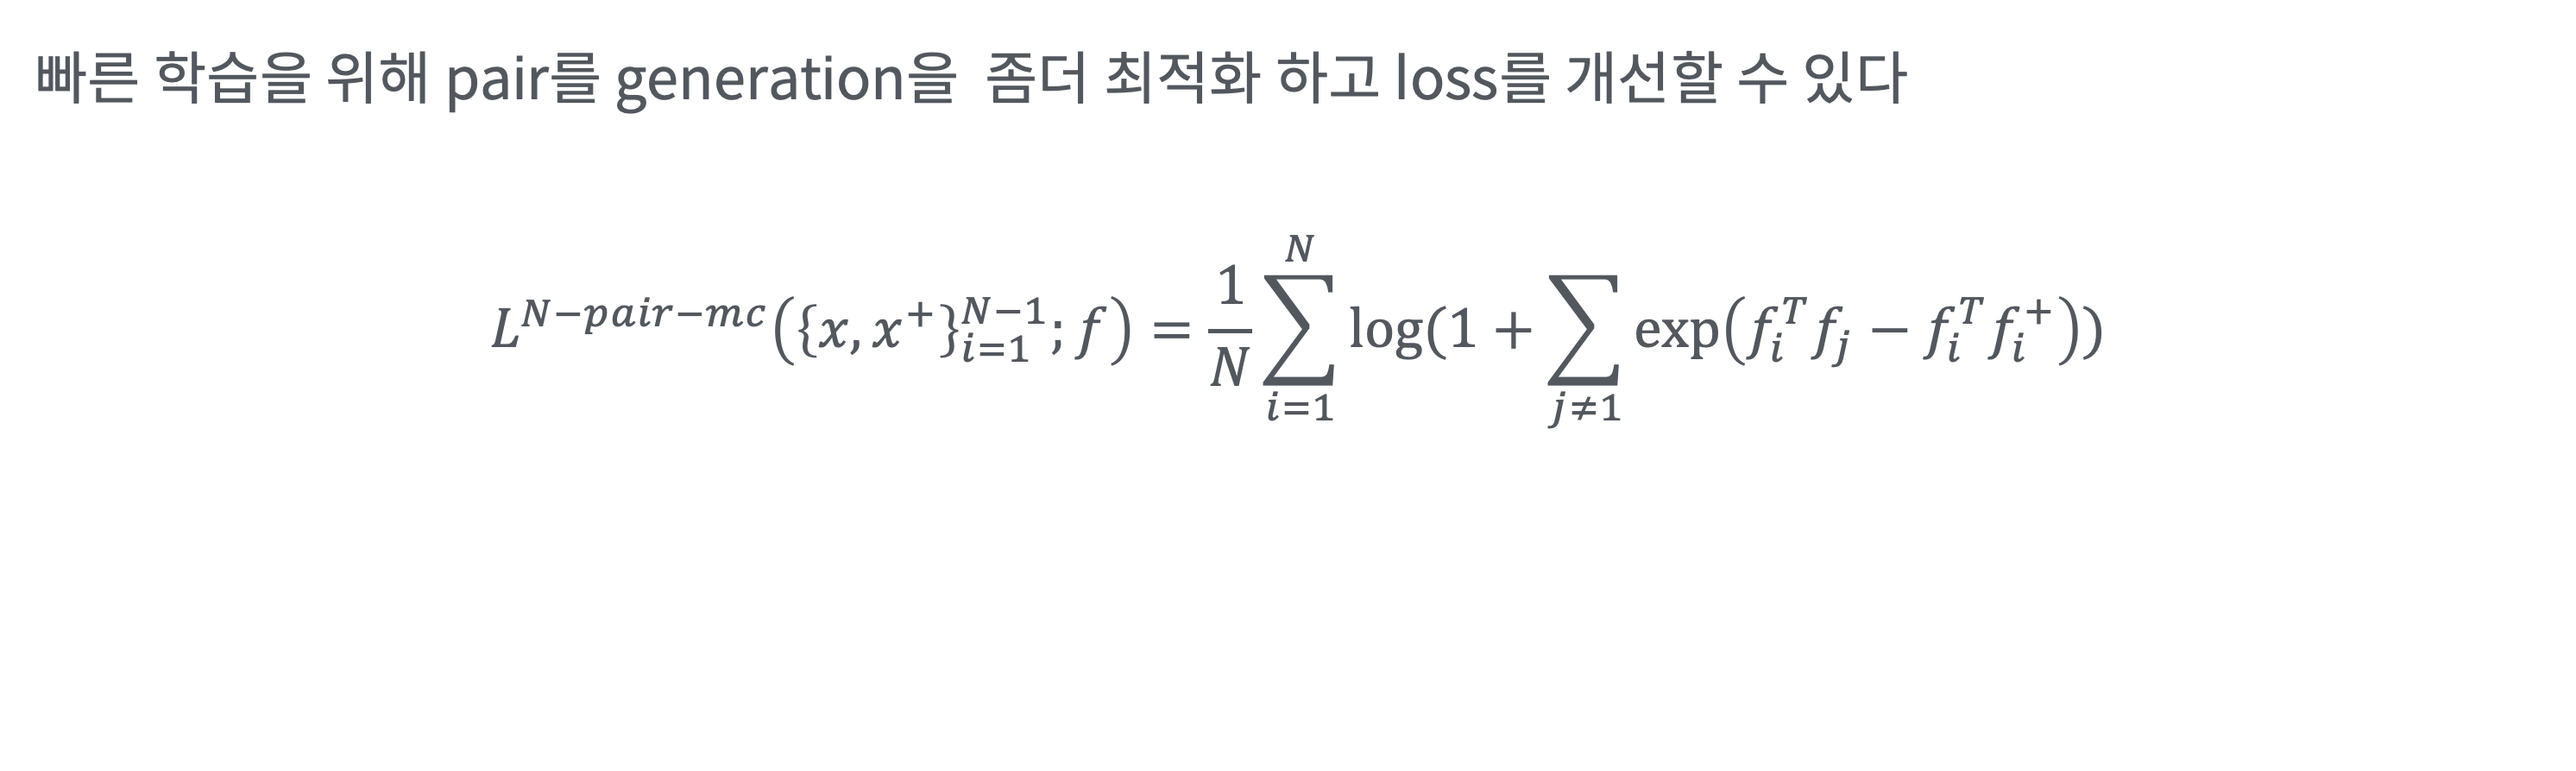 빠른 학습을 위해 pair를 generation을  좀더 최적화 하고 loss를 개선할 수 있다
L^{N-pair-mc}({x, x^+}_{i=1}^{N-1}; f) = \frac{1}{N} \sum_{i=1}^{N} log(1 + \sum_{j≠1} exp(f_i^T f_j − f_i^T f_i^+))